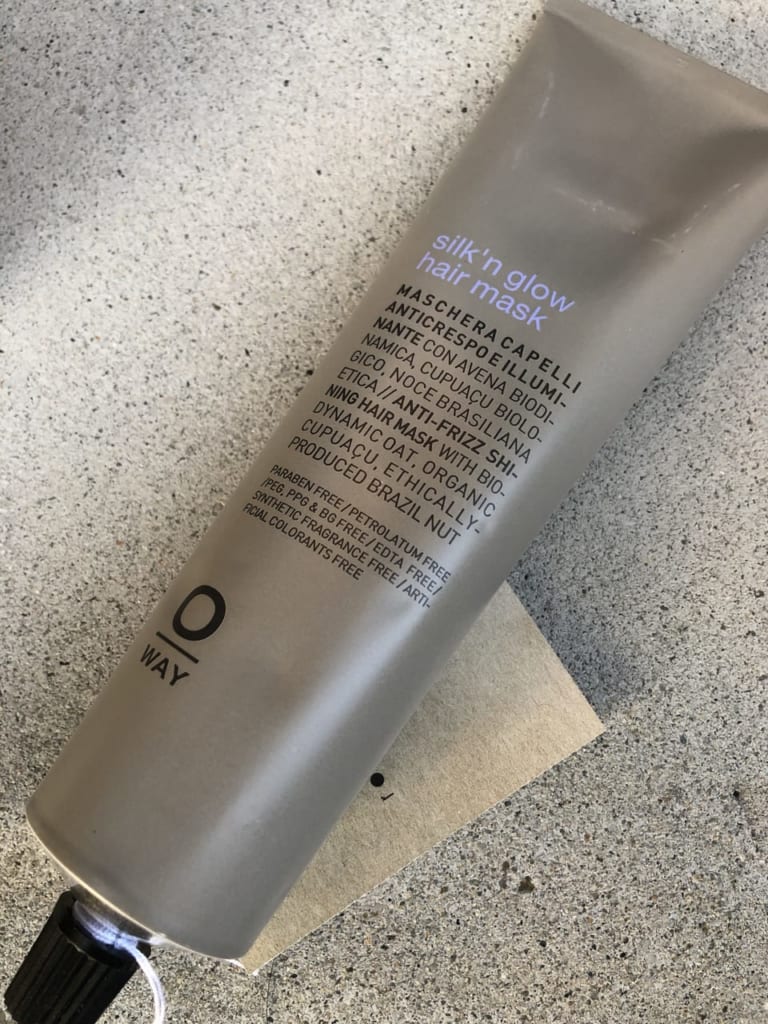 silk'n glow
hair mask
MASCHERA CAPELLI
ANTICRESPO E ILLUMI-
NANTE CON AVENA BIODI-
NAMICA, CUPUAÇU BIOLO-
GICO, NOCE BRASILIANA
ETICA // ANTI-FRIZZ SHI-
NING HAIR MASK WITH BIO-
DYNAMIC OAT, ORGANIC
CUPUAÇU, ETHICALLY-
PRODUCED BRAZIL NUT
PARABEN FREE / PETROLATUM FREE
/PEG, PPG & BG FREE / EDTA FREE/
SYNTHETIC FRAGRANCE FREE / ARTI-
FICIAL COLORANTS FREE
O
WAY